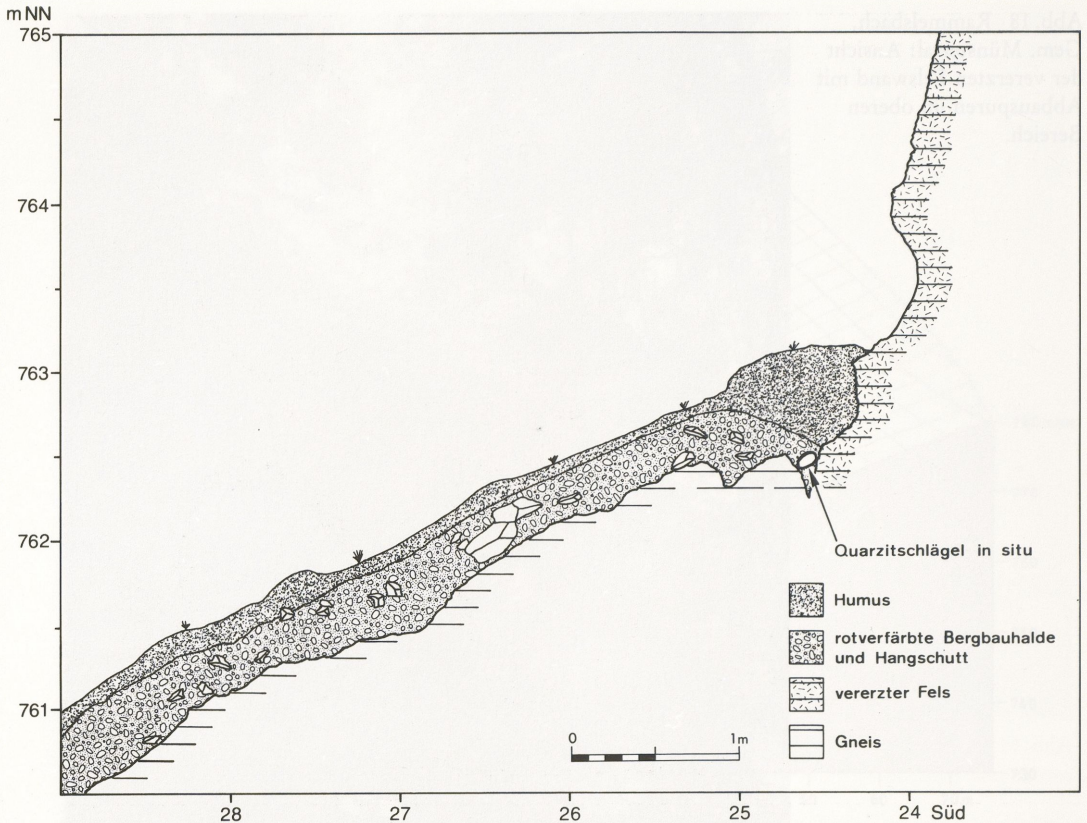 mNN
765
764
763
762
761
28 27 26 25 24 Süd
Quarzitschlägel in situ
Humus
rotverfärbte Bergbauhalde
und Hangschutt
vererzter Fels
Gneis
0 1m